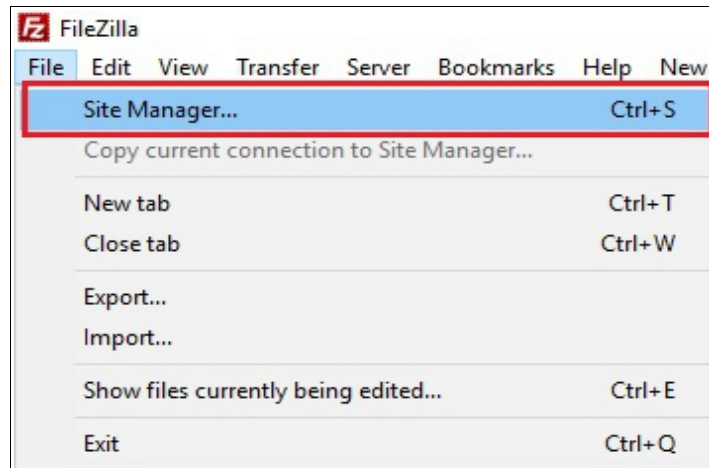 Fz FileZilla
File Edit View Transfer Server Bookmarks Help New
Site Manager... Ctrl+S
Copy current connection to Site Manager...
New tab Ctrl+T
Close tab Ctrl+W
Export...
Import...
Show files currently being edited... Ctrl+E
Exit Ctrl+Q